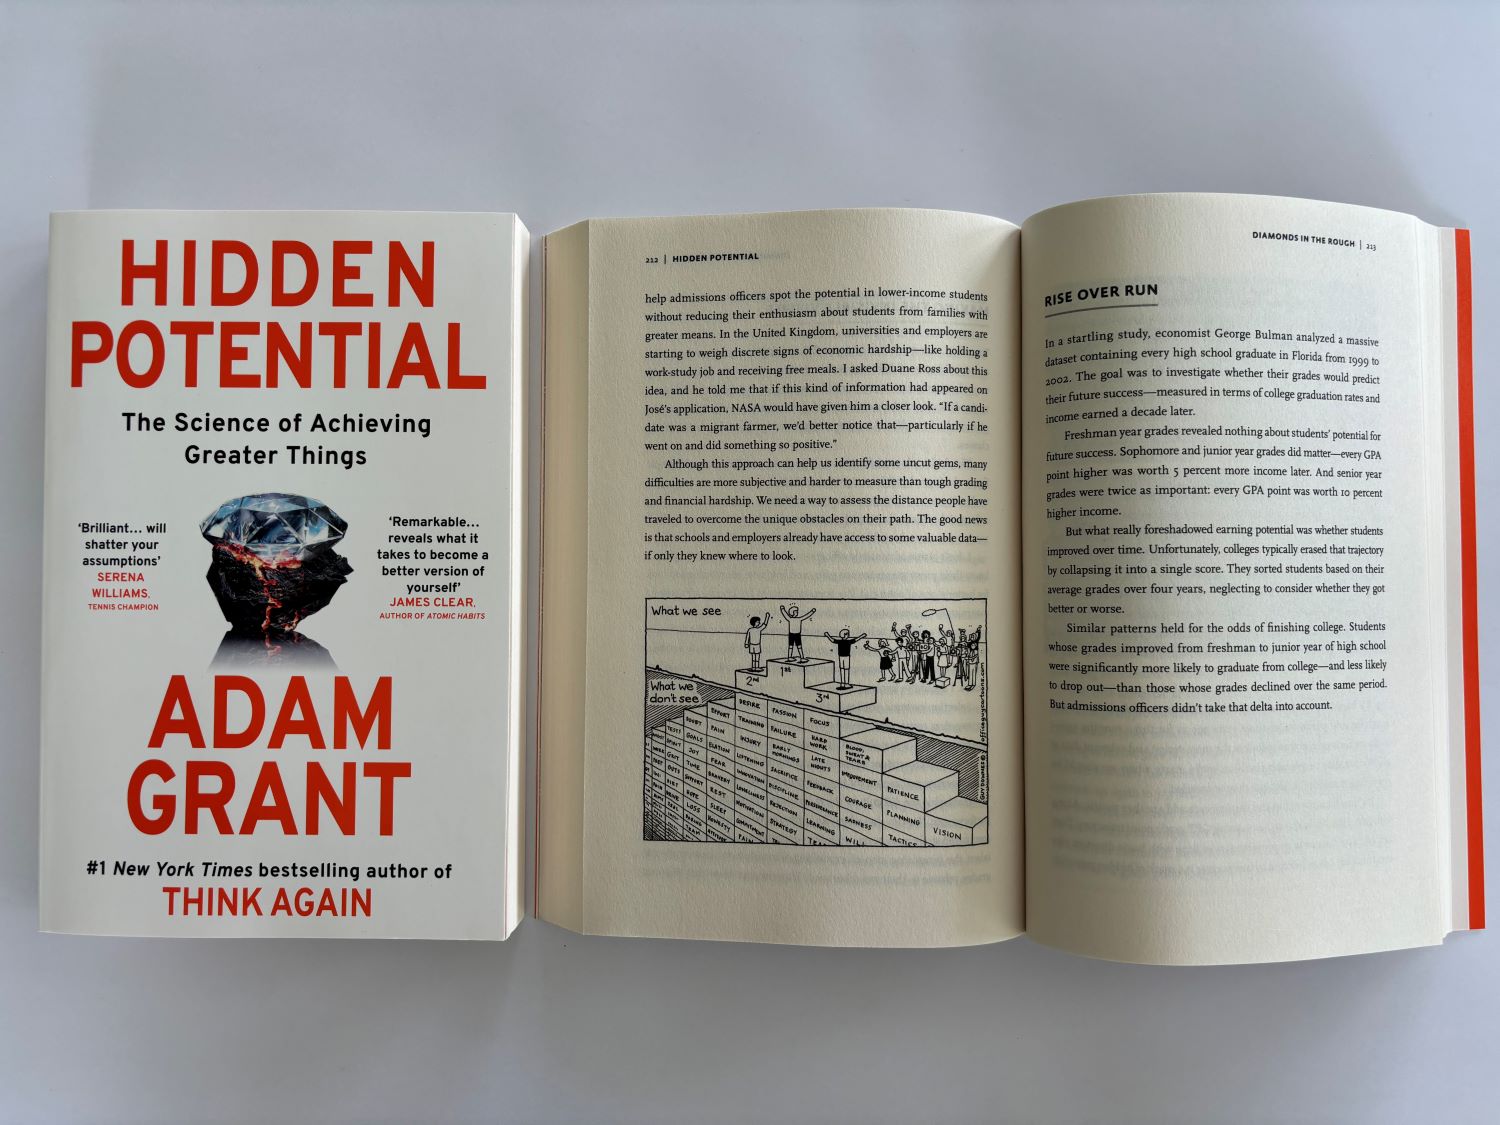 HIDDEN
POTENTIAL
The Science of Achieving
Greater Things
‘Brilliant... will
shatter your
assumptions’
SERENA
WILLIAMS,
TENNIS CHAMPION
‘Remarkable...
reveals what it
takes to become a
better version of
yourself’
JAMES CLEAR,
AUTHOR OF ATOMIC HABITS
ADAM
GRANT
#1 New York Times bestselling author of
THINK AGAIN
212 | HIDDEN POTENTIAL
help admissions officers spot the potential in lower-income students
without reducing their enthusiasm about students from families with
greater means. In the United Kingdom, universities and employers are
starting to weigh discrete signs of economic hardship—like holding a
work-study job and receiving free meals. I asked Duane Ross about this
idea, and he told me that if this kind of information had appeared on
José’s application, NASA would have given him a closer look. “If a candi-
date was a migrant farmer, we’d better notice that—particularly if he
went on and did something so positive.”
Although this approach can help us identify some uncut gems, many
difficulties are more subjective and harder to measure than tough grading
and financial hardship. We need a way to assess the distance people have
traveled to overcome the unique obstacles on their path. The good news
is that schools and employers already have access to some valuable data—
if only they knew where to look.
What we see
2nd
1st
3rd
What we
don't see
DOUBT
EFFORT
DESIRE
PASSION
FOCUS
TESTS
GOALS
PAIN
TRAINING
FAILURE
HARD
WORK
BLOOD,
SWEAT &
TEARS
JOY
ELATION
INJURY
EARLY
MORNINGS
LATE
NIGHTS
IMPROVEMENT
PATIENCE
GRIT
TIME
FEAR
LISTENING
SACRIFICE
FEEDBACK
COURAGE
PLANNING
VISION
GUTS
SUPPORT
BRAVERY
INNOVATION
DISCIPLINE
PERSEVERANCE
SADNESS
TACTICS
DIET
HOPE
REST
LONELINESS
REJECTION
LEARNING
WILL
LOSS
SLEEP
MOTIVATION
STRATEGY
HONESTY
COMMITMENT
TEAM
PAIN
GUY DOWNES © officeguycartoons.com
DIAMONDS IN THE ROUGH | 213
RISE OVER RUN
In a startling study, economist George Bulman analyzed a massive
dataset containing every high school graduate in Florida from 1999 to
2002. The goal was to investigate whether their grades would predict
their future success—measured in terms of college graduation rates and
income earned a decade later.
Freshman year grades revealed nothing about students’ potential for
future success. Sophomore and junior year grades did matter—every GPA
point higher was worth 5 percent more income later. And senior year
grades were twice as important: every GPA point was worth 10 percent
higher income.
But what really foreshadowed earning potential was whether students
improved over time. Unfortunately, colleges typically erased that trajectory
by collapsing it into a single score. They sorted students based on their
average grades over four years, neglecting to consider whether they got
better or worse.
Similar patterns held for the odds of finishing college. Students
whose grades improved from freshman to junior year of high school
were significantly more likely to graduate from college—and less likely
to drop out—than those whose grades declined over the same period.
But admissions officers didn’t take that delta into account.